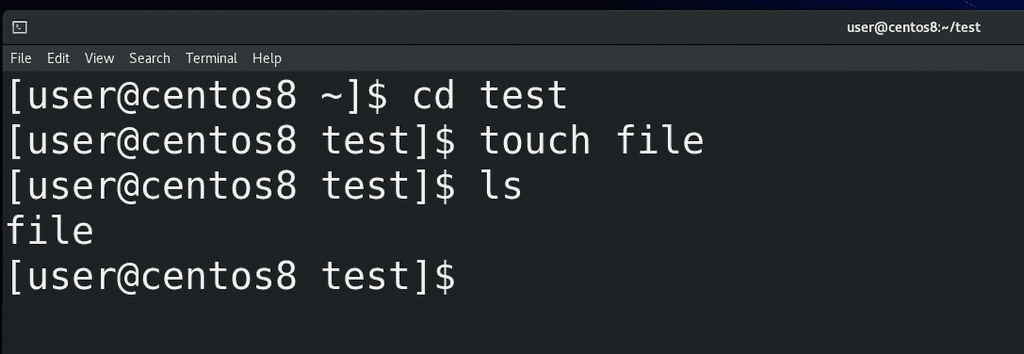 user@centos8:~/test
File Edit View Search Terminal Help
[user@centos8 ~]$ cd test
[user@centos8 test]$ touch file
[user@centos8 test]$ ls
file
[user@centos8 test]$